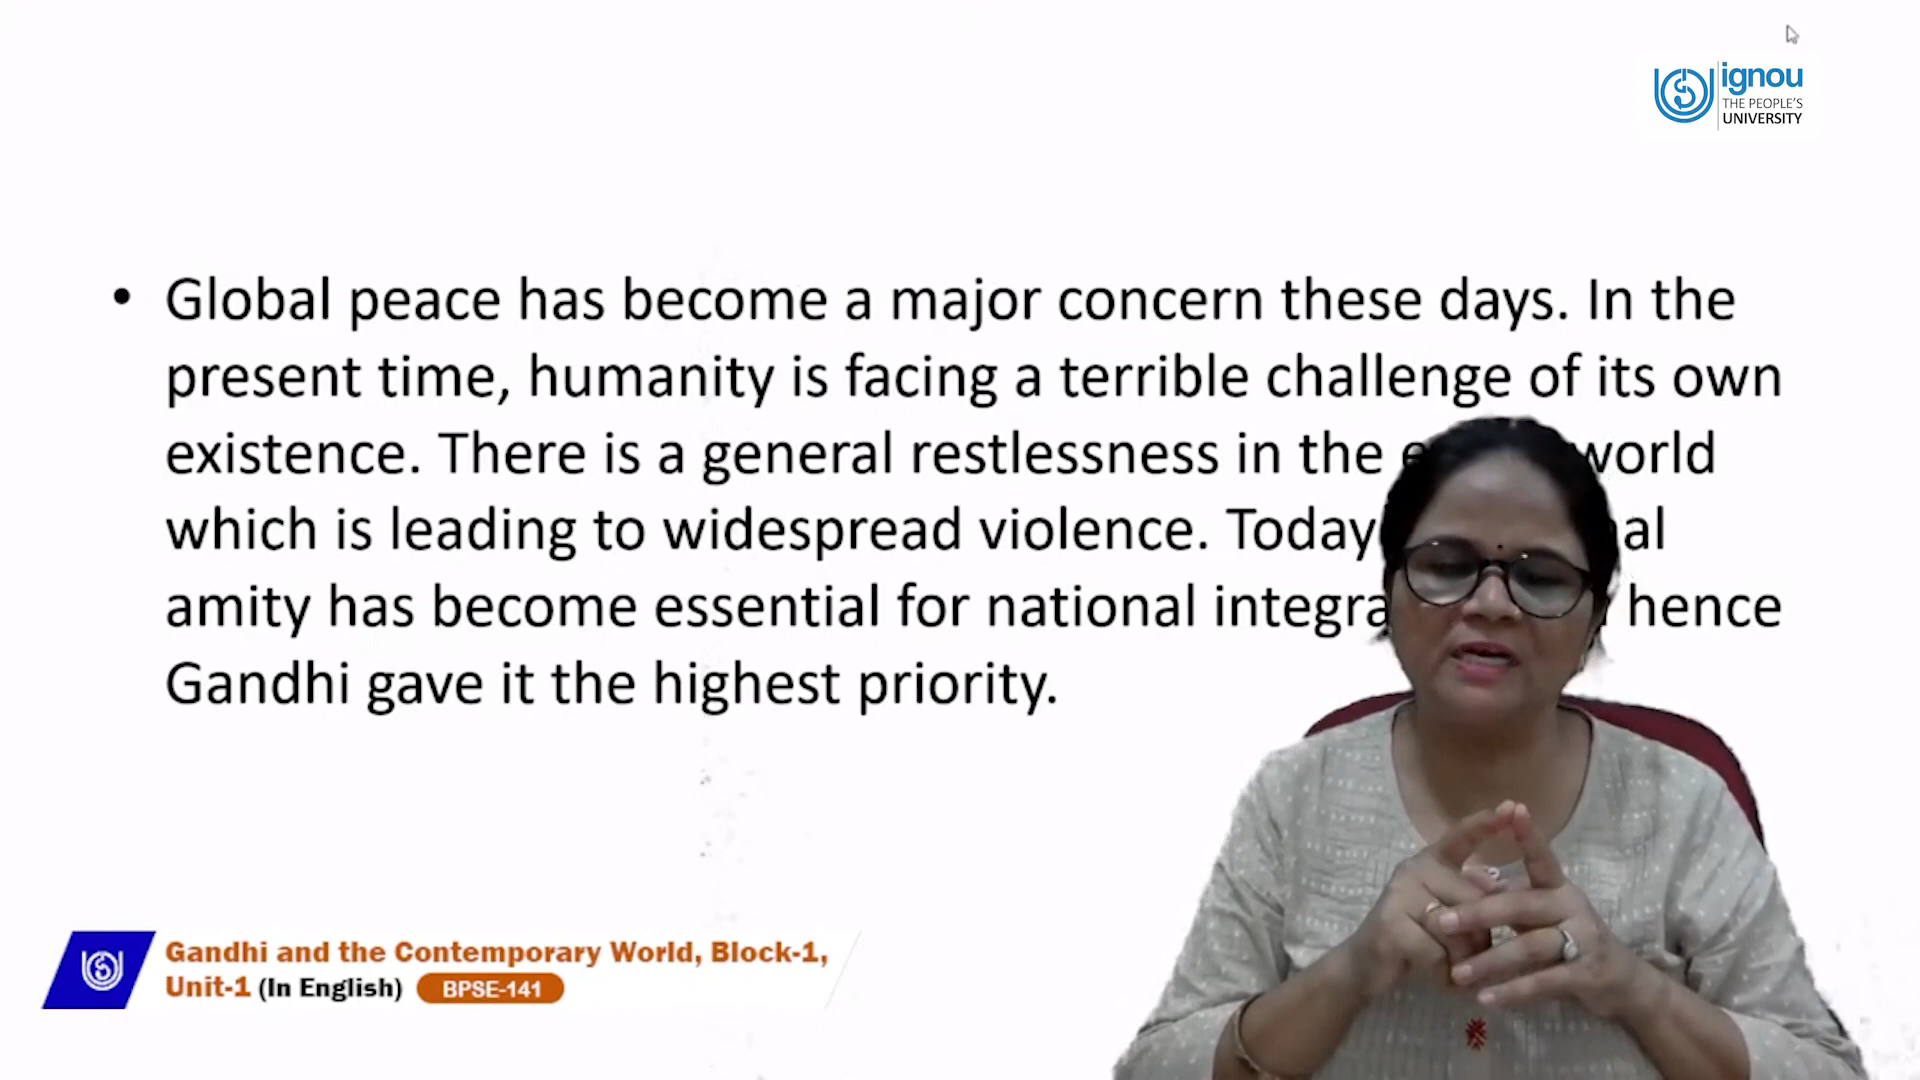 ignou
THE PEOPLE'S
UNIVERSITY
• Global peace has become a major concern these days. In the
present time, humanity is facing a terrible challenge of its own
existence. There is a general restlessness in the world
which is leading to widespread violence. Today
amity has become essential for national hence
Gandhi gave it the highest priority.
Gandhi and the Contemporary World, Block-1,
Unit-1 (In English) BPSE-141